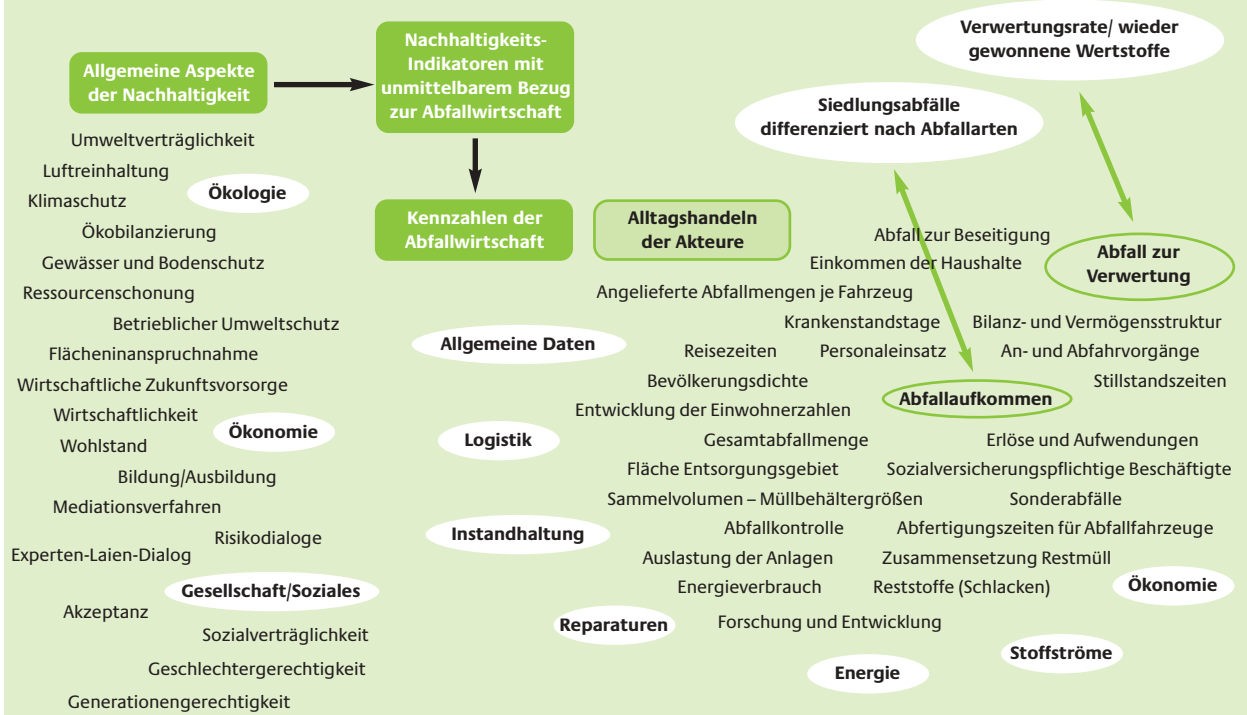 Allgemeine Aspekte
der Nachhaltigkeit
Nachhaltigkeits-
Indikatoren mit
unmittelbarem Bezug
zur Abfallwirtschaft
Kennzahlen der
Abfallwirtschaft
Alltagshandeln
der Akteure
Verwertungsrate/ wieder
gewonnene Wertstoffe
Siedlungsabfälle
differenziert nach Abfallarten
Umweltverträglichkeit
Luftreinhaltung
Ökologie
Klimaschutz
Ökobilanzierung
Gewässer und Bodenschutz
Ressourcenschonung
Betrieblicher Umweltschutz
Flächeninanspruchnahme
Wirtschaftliche Zukunftsvorsorge
Wirtschaftlichkeit
Ökonomie
Wohlstand
Bildung/Ausbildung
Mediationsverfahren
Risikodialoge
Experten-Laien-Dialog
Gesellschaft/Soziales
Akzeptanz
Sozialverträglichkeit
Geschlechtergerechtigkeit
Generationengerechtigkeit
Allgemeine Daten
Logistik
Instandhaltung
Reparaturen
Energie
Stoffströme
Ökonomie
Abfall zur Beseitigung
Abfall zur
Verwertung
Einkommen der Haushalte
Angelieferte Abfallmengen je Fahrzeug
Krankenstandstage
Bilanz- und Vermögensstruktur
Reisezeiten
Personaleinsatz
An- und Abfahrvorgänge
Bevölkerungsdichte
Stillstandszeiten
Abfallaufkommen
Entwicklung der Einwohnerzahlen
Gesamtabfallmenge
Erlöse und Aufwendungen
Fläche Entsorgungsgebiet
Sozialversicherungspflichtige Beschäftigte
Sammelvolumen – Müllbehältergrößen
Sonderabfälle
Abfallkontrolle
Abfertigungszeiten für Abfallfahrzeuge
Auslastung der Anlagen
Zusammensetzung Restmüll
Energieverbrauch
Reststoffe (Schlacken)
Forschung und Entwicklung